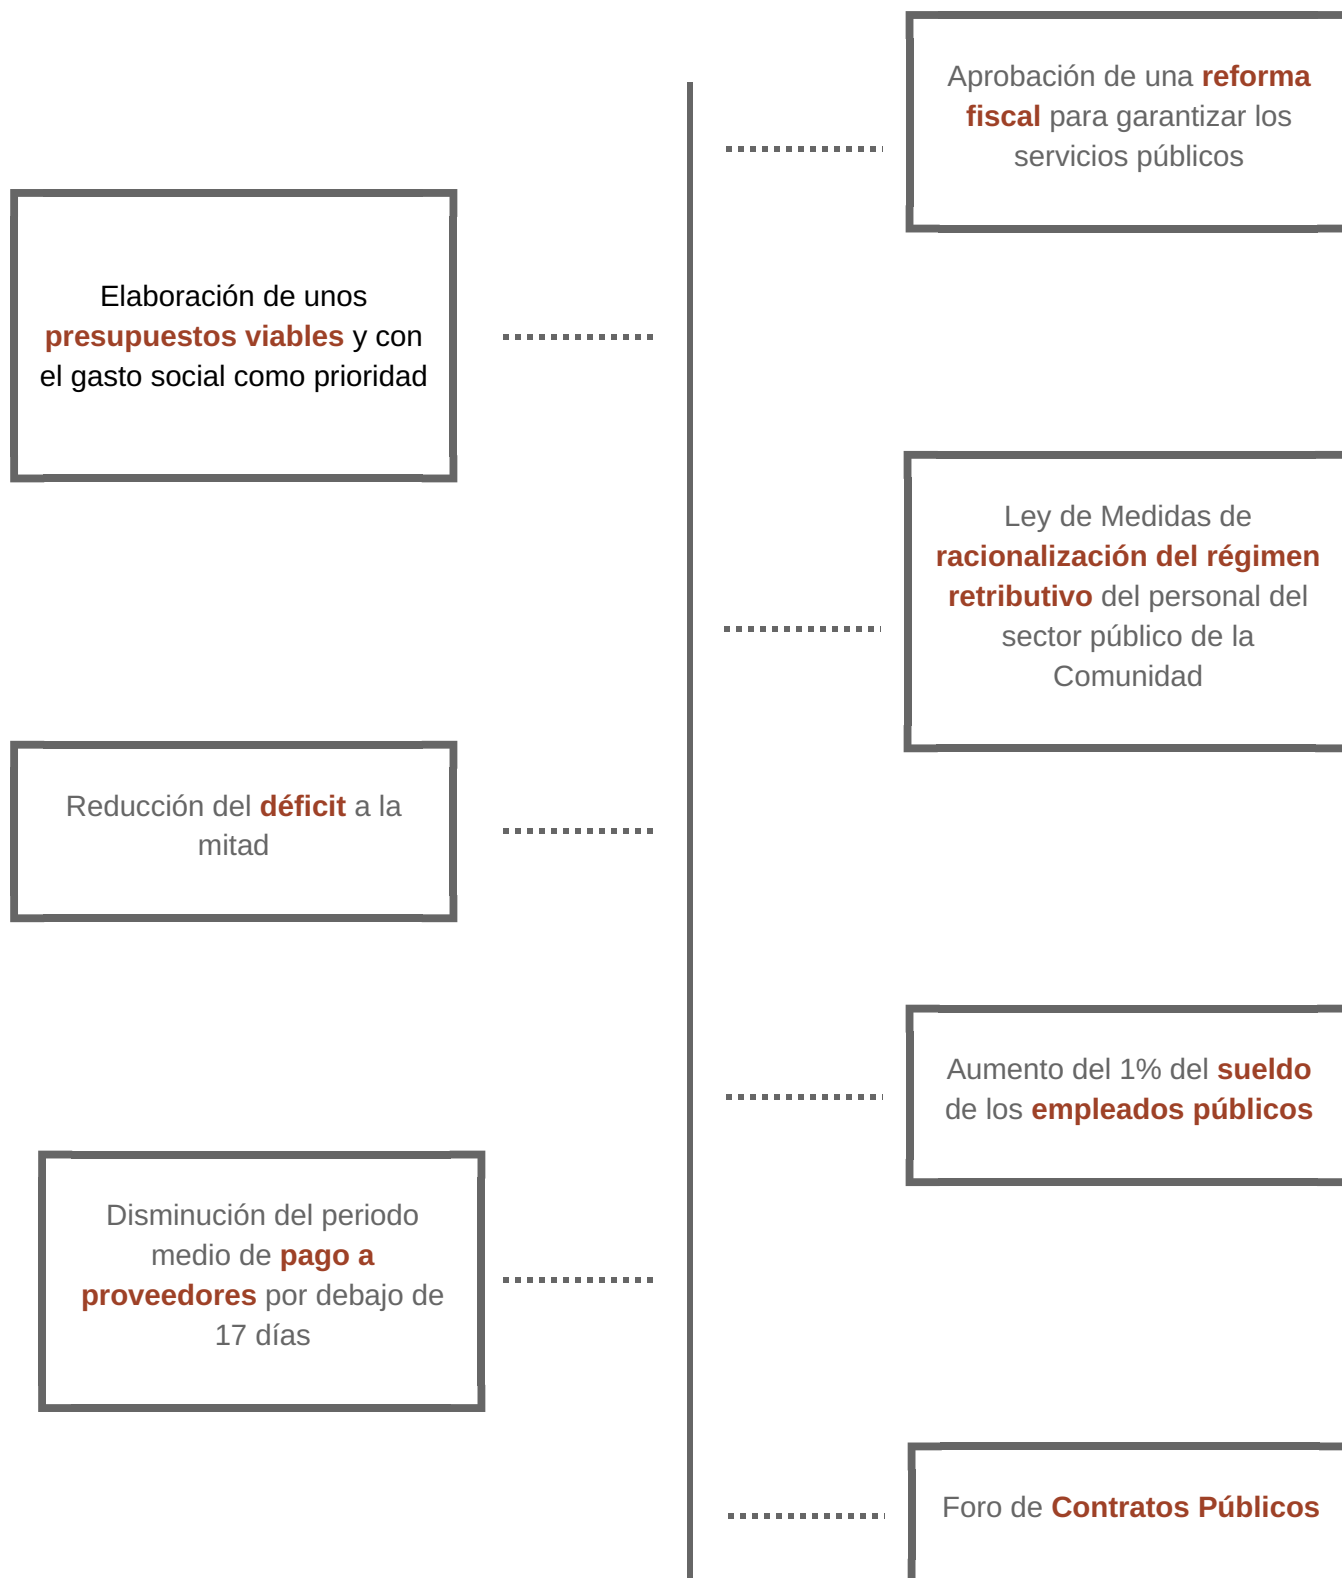 Aprobación de una reforma
fiscal para garantizar los
servicios públicos
Elaboración de unos
presupuestos viables y con
el gasto social como prioridad
Ley de Medidas de
racionalización del régimen
retributivo del personal del
sector público de la
Comunidad
Reducción del déficit a la
mitad
Aumento del 1% del sueldo
de los empleados públicos
Disminución del periodo
medio de pago a
proveedores por debajo de
17 días
Foro de Contratos Públicos